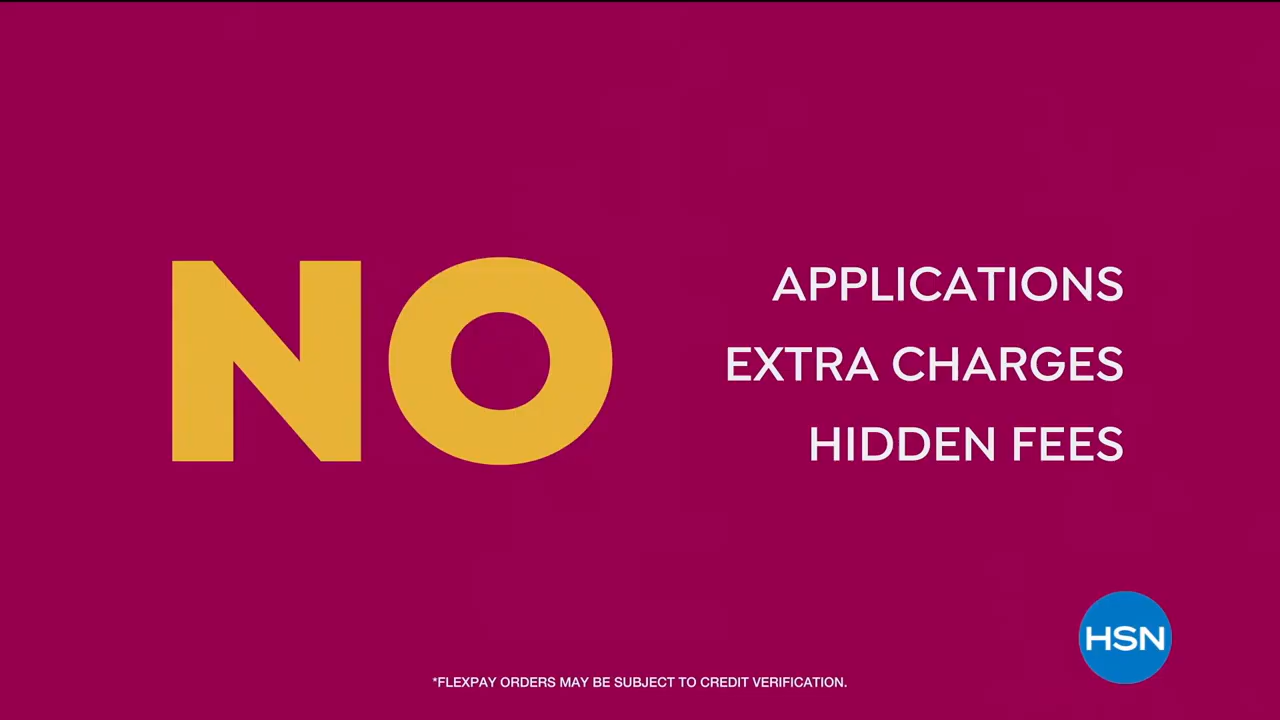 NO
APPLICATIONS
EXTRA CHARGES
HIDDEN FEES
HSN
*FLEXPAY ORDERS MAY BE SUBJECT TO CREDIT VERIFICATION.